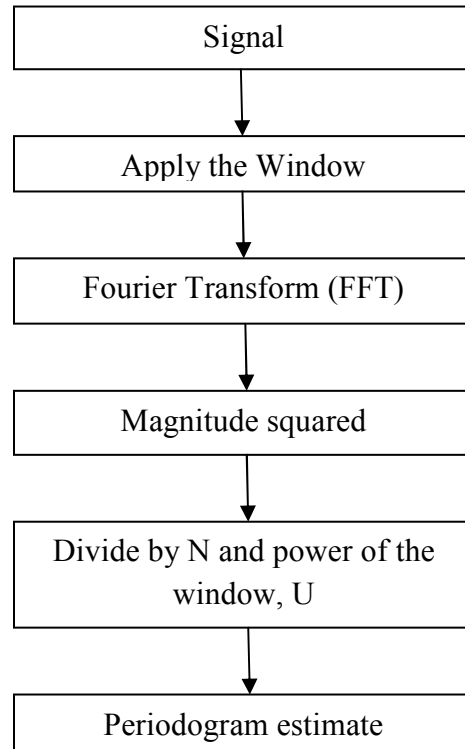 Signal
Apply the Window
Fourier Transform (FFT)
Magnitude squared
Divide by N and power of the
window, U
Periodogram estimate